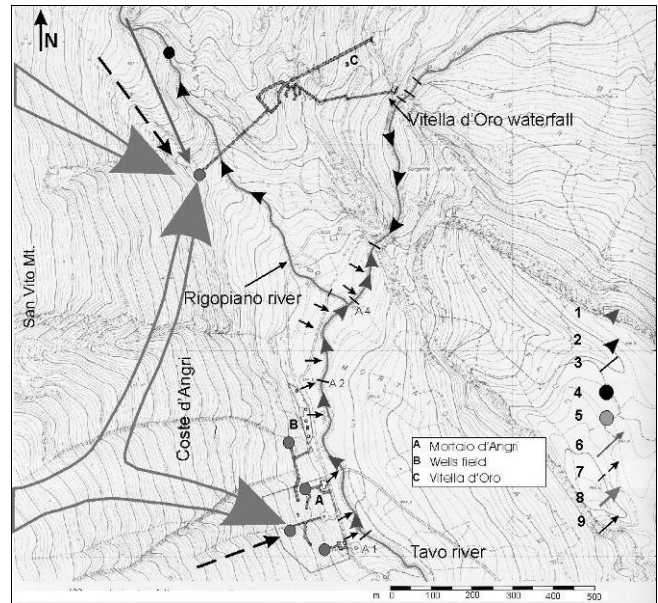 N
C
Vitella d'Oro waterfall
San Vito Mt.
Rigopiano river
A4
Coste d'Angri
A2
B
A
A1
Tavo river
A Mortaio d'Angri
B Wells field
C Vitella d'Oro
1
2
3
4
5
6
7
8
9
m 0 100 200 300 400 500